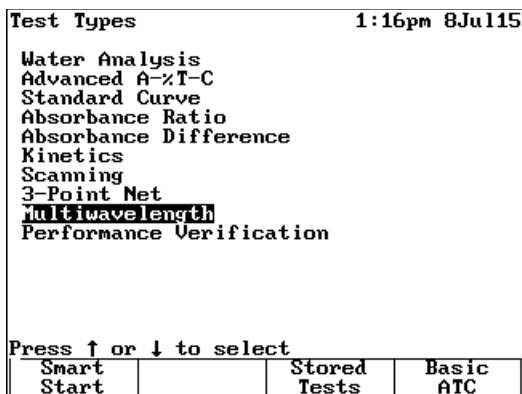 Test Types 1:16pm 8Jul15
Water Analysis
Advanced A-%T-C
Standard Curve
Absorbance Ratio
Absorbance Difference
Kinetics
Scanning
3-Point Net
Multiwavelength
Performance Verification
Press ↑ or ↓ to select
Smart Stored Basic
Start Tests ATC